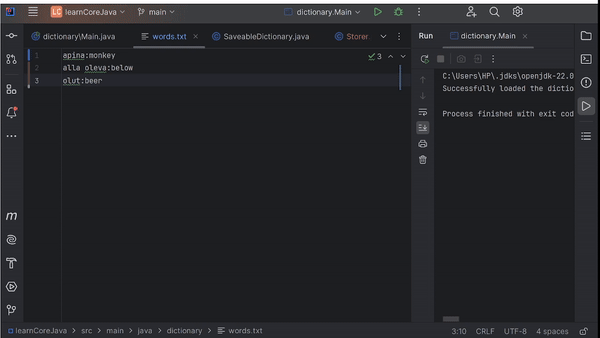 LC learnCoreJava main dictionary.Main
dictionary\Main.java words.txt SaveableDictionary.java Storer Run dictionary.Main
1 apina:monkey 3
2 alla oleva:below
3 olut:beer
C:\Users\HP\.jdks\openjdk-22.0
Successfully loaded the dictio
Process finished with exit cod
m
learnCoreJava > src > main > java > dictionary > words.txt 3:10 CRLF UTF-8 4 spaces